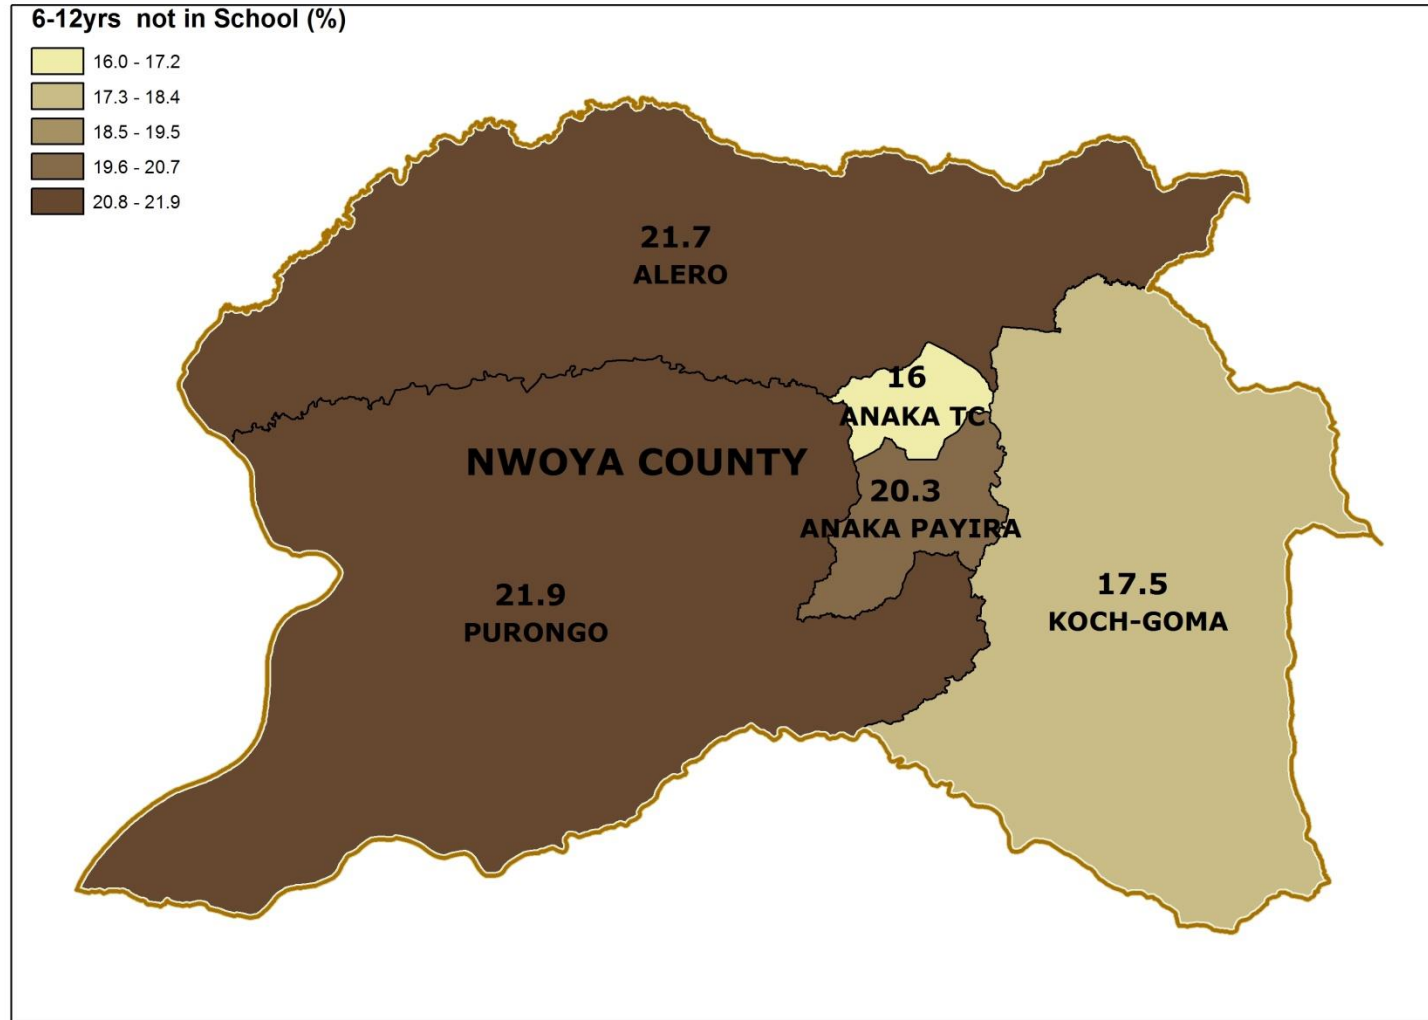 6-12yrs not in School (%)
16.0 - 17.2
17.3 - 18.4
18.5 - 19.5
19.6 - 20.7
20.8 - 21.9
21.7
ALERO
16
ANAKA TC
NWOYA COUNTY
20.3
ANAKA PAYIRA
21.9
PURONGO
17.5
KOCH-GOMA